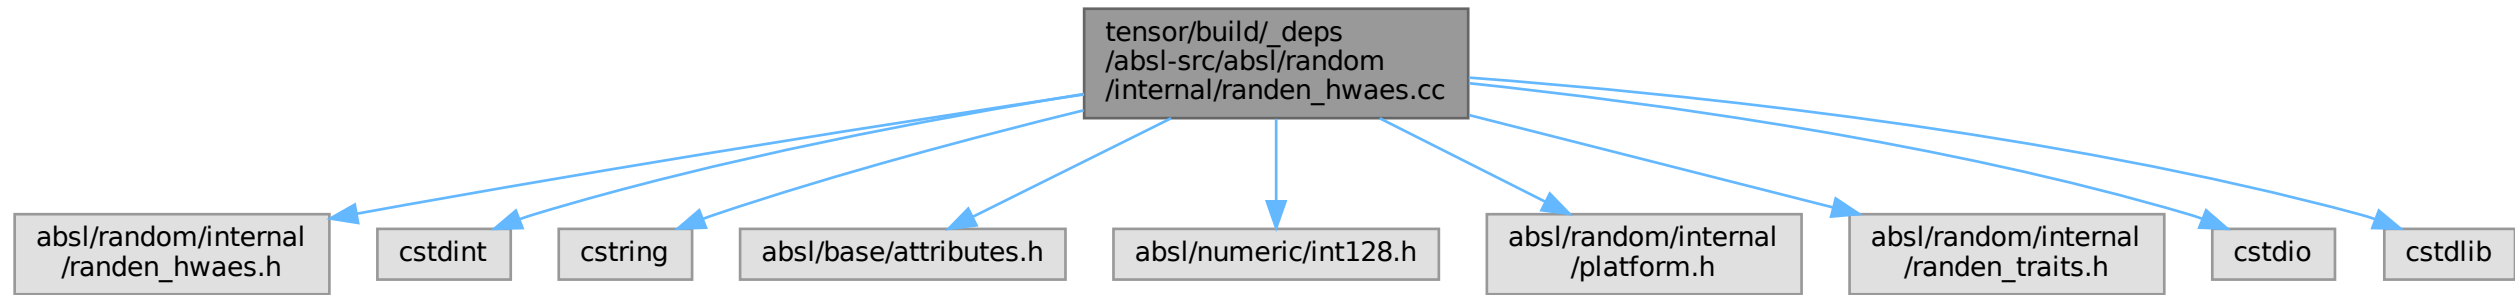 tensor/build/_deps
/absl-src/absl/random
/internal/randen_hwaes.cc
absl/random/internal
/randen_hwaes.h
cstdint
cstring
absl/base/attributes.h
absl/numeric/int128.h
absl/random/internal
/platform.h
absl/random/internal
/randen_traits.h
cstdio
cstdlib